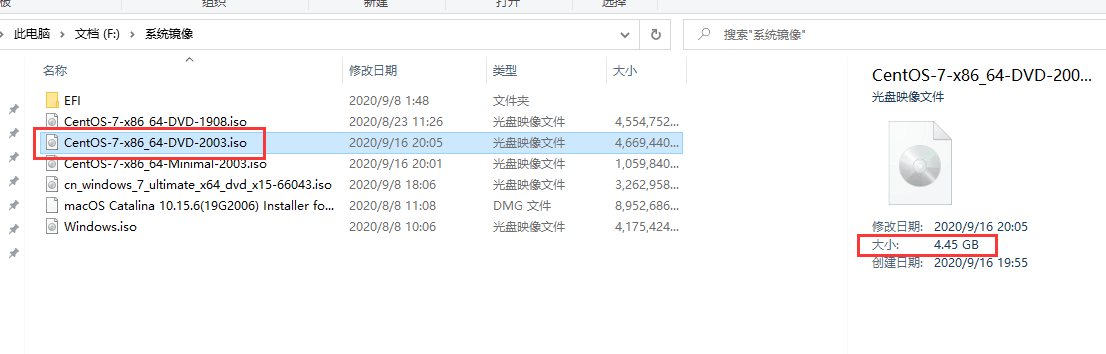 板 组织 新建 打开 选择
此电脑 > 文档 (F:) > 系统镜像 搜索"系统镜像"
名称 修改日期 类型 大小
EFI 2020/9/8 1:48 文件夹
CentOS-7-x86_64-DVD-1908.iso 2020/8/23 11:26 光盘映像文件 4,554,752...
CentOS-7-x86_64-DVD-2003.iso 2020/9/16 20:05 光盘映像文件 4,669,440...
CentOS-7-x86_64-Minimal-2003.iso 2020/9/16 20:01 光盘映像文件 1,059,840...
cn_windows_7_ultimate_x64_dvd_x15-66043.iso 2020/9/8 18:06 光盘映像文件 3,262,958...
macOS Catalina 10.15.6(19G2006) Installer fo... 2020/8/8 11:08 DMG 文件 8,952,686...
Windows.iso 2020/8/8 10:06 光盘映像文件 4,175,424...
CentOS-7-x86_64-DVD-200...
光盘映像文件
修改日期: 2020/9/16 20:05
大小: 4.45 GB
创建日期: 2020/9/16 19:55